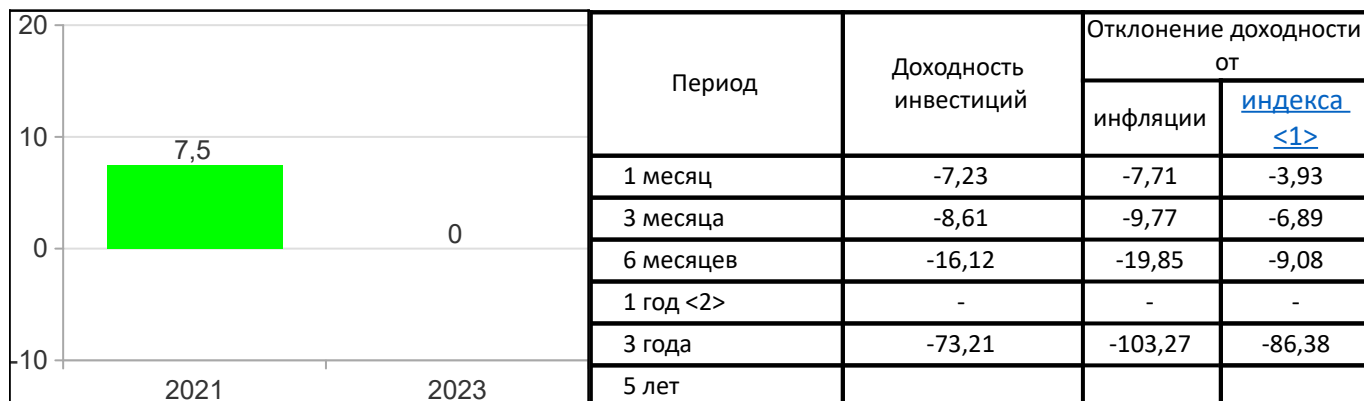 20
10
0
-10
7,5
0
2021
2023
Период
Доходность
инвестиций
Отклонение доходности
от
инфляции
индекса
<1>
1 месяц -7,23 -7,71 -3,93
3 месяца -8,61 -9,77 -6,89
6 месяцев -16,12 -19,85 -9,08
1 год <2> - - -
3 года -73,21 -103,27 -86,38
5 лет